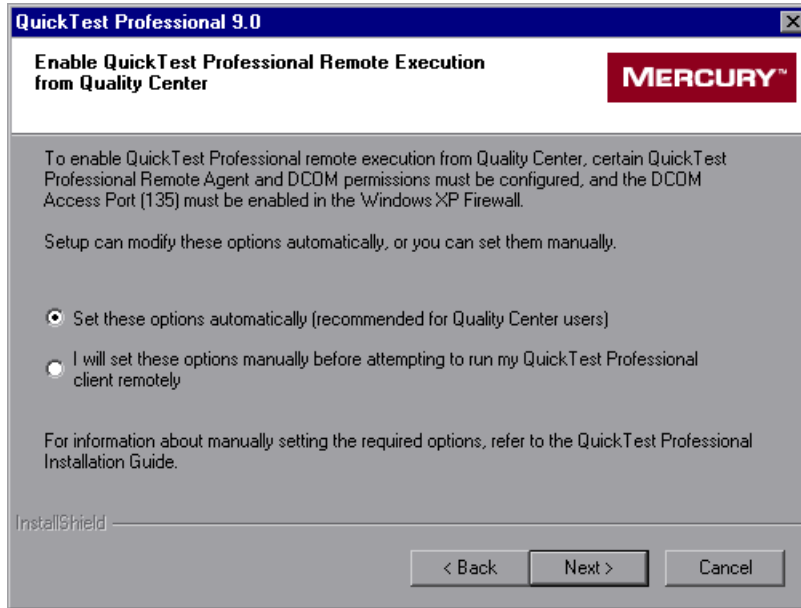 QuickTest Professional 9.0
Enable QuickTest Professional Remote Execution
from Quality Center
MERCURY™
To enable QuickTest Professional remote execution from Quality Center, certain QuickTest
Professional Remote Agent and DCOM permissions must be configured, and the DCOM
Access Port (135) must be enabled in the Windows XP Firewall.
Setup can modify these options automatically, or you can set them manually.
Set these options automatically (recommended for Quality Center users)
I will set these options manually before attempting to run my QuickTest Professional
client remotely
For information about manually setting the required options, refer to the QuickTest Professional
Installation Guide.
InstallShield
< Back
Next >
Cancel